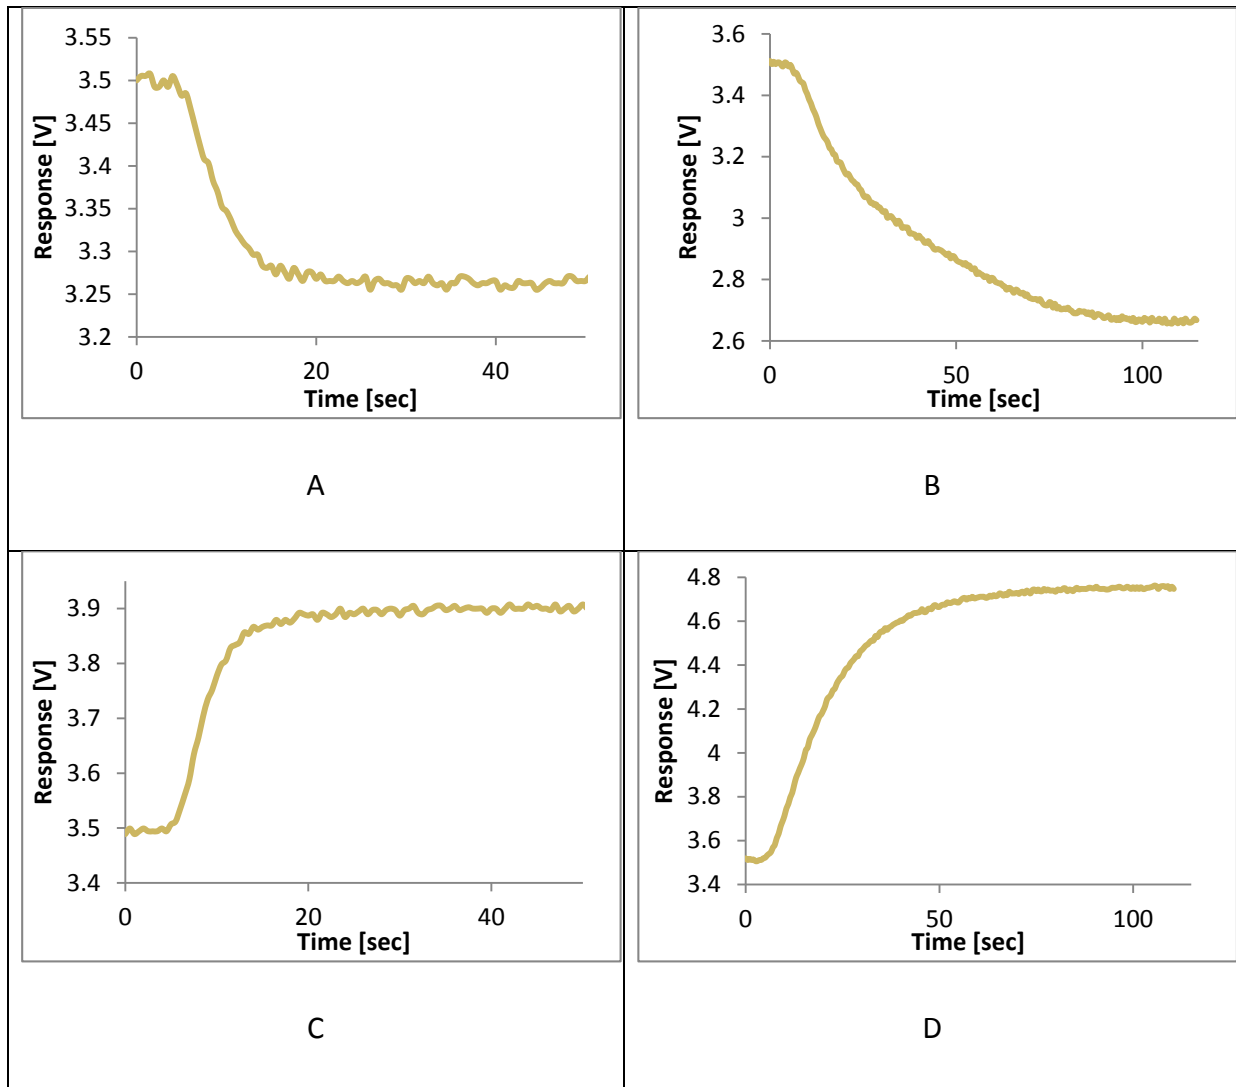 3.55
3.5
3.45
3.4
3.35
3.3
3.25
3.2
0 20 40
Response [V]
Time [sec]
A
3.6
3.4
3.2
3
2.8
2.6
0 50 100
Response [V]
Time [sec]
B
3.9
3.8
3.7
3.6
3.5
3.4
0 20 40
Response [V]
Time [sec]
C
4.8
4.6
4.4
4.2
4
3.8
3.6
3.4
0 50 100
Response [V]
Time [sec]
D